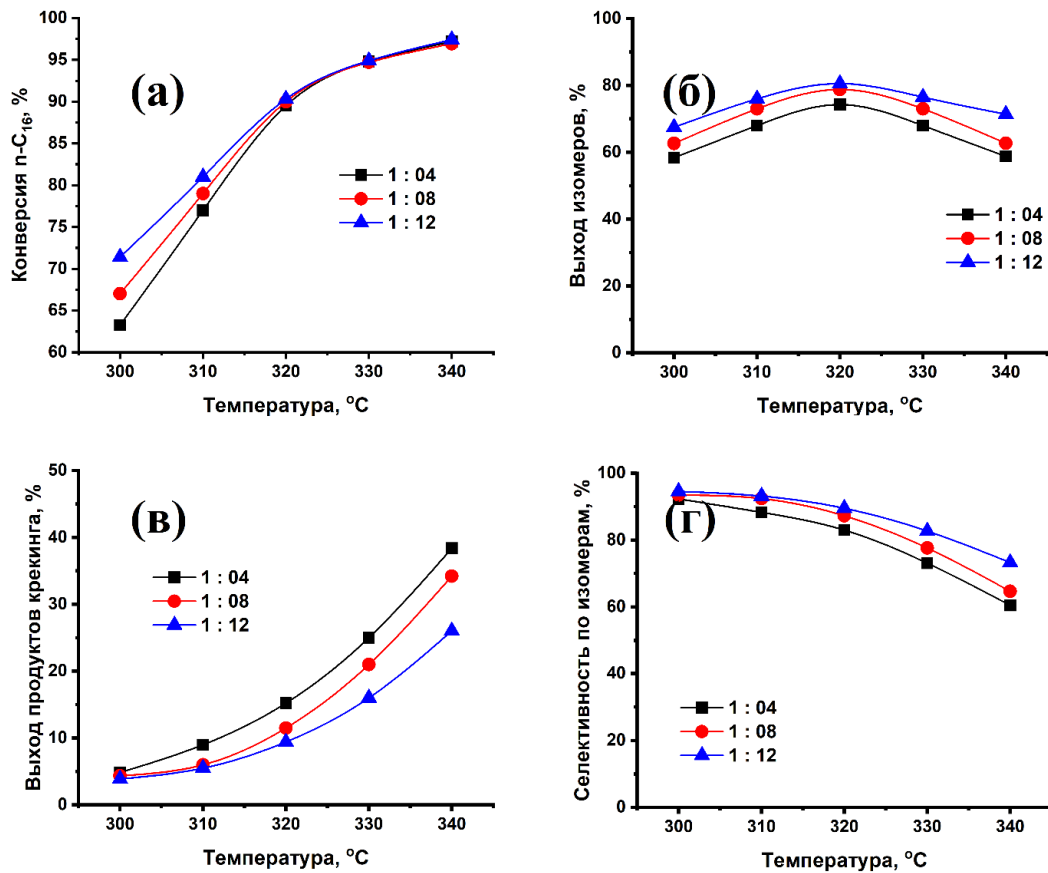 (а)
Конверсия n-C₁₆, %
100
95
90
85
80
75
70
65
60
1 : 04
1 : 08
1 : 12
300 310 320 330 340
Температура, °C
(б)
Выход изомеров, %
100
80
60
40
20
0
1 : 04
1 : 08
1 : 12
300 310 320 330 340
Температура, °C
(в)
Выход продуктов крекинга, %
50
40
30
20
10
0
1 : 04
1 : 08
1 : 12
300 310 320 330 340
Температура, °C
(г)
Селективность по изомерам, %
100
80
60
40
20
0
1 : 04
1 : 08
1 : 12
300 310 320 330 340
Температура, °C